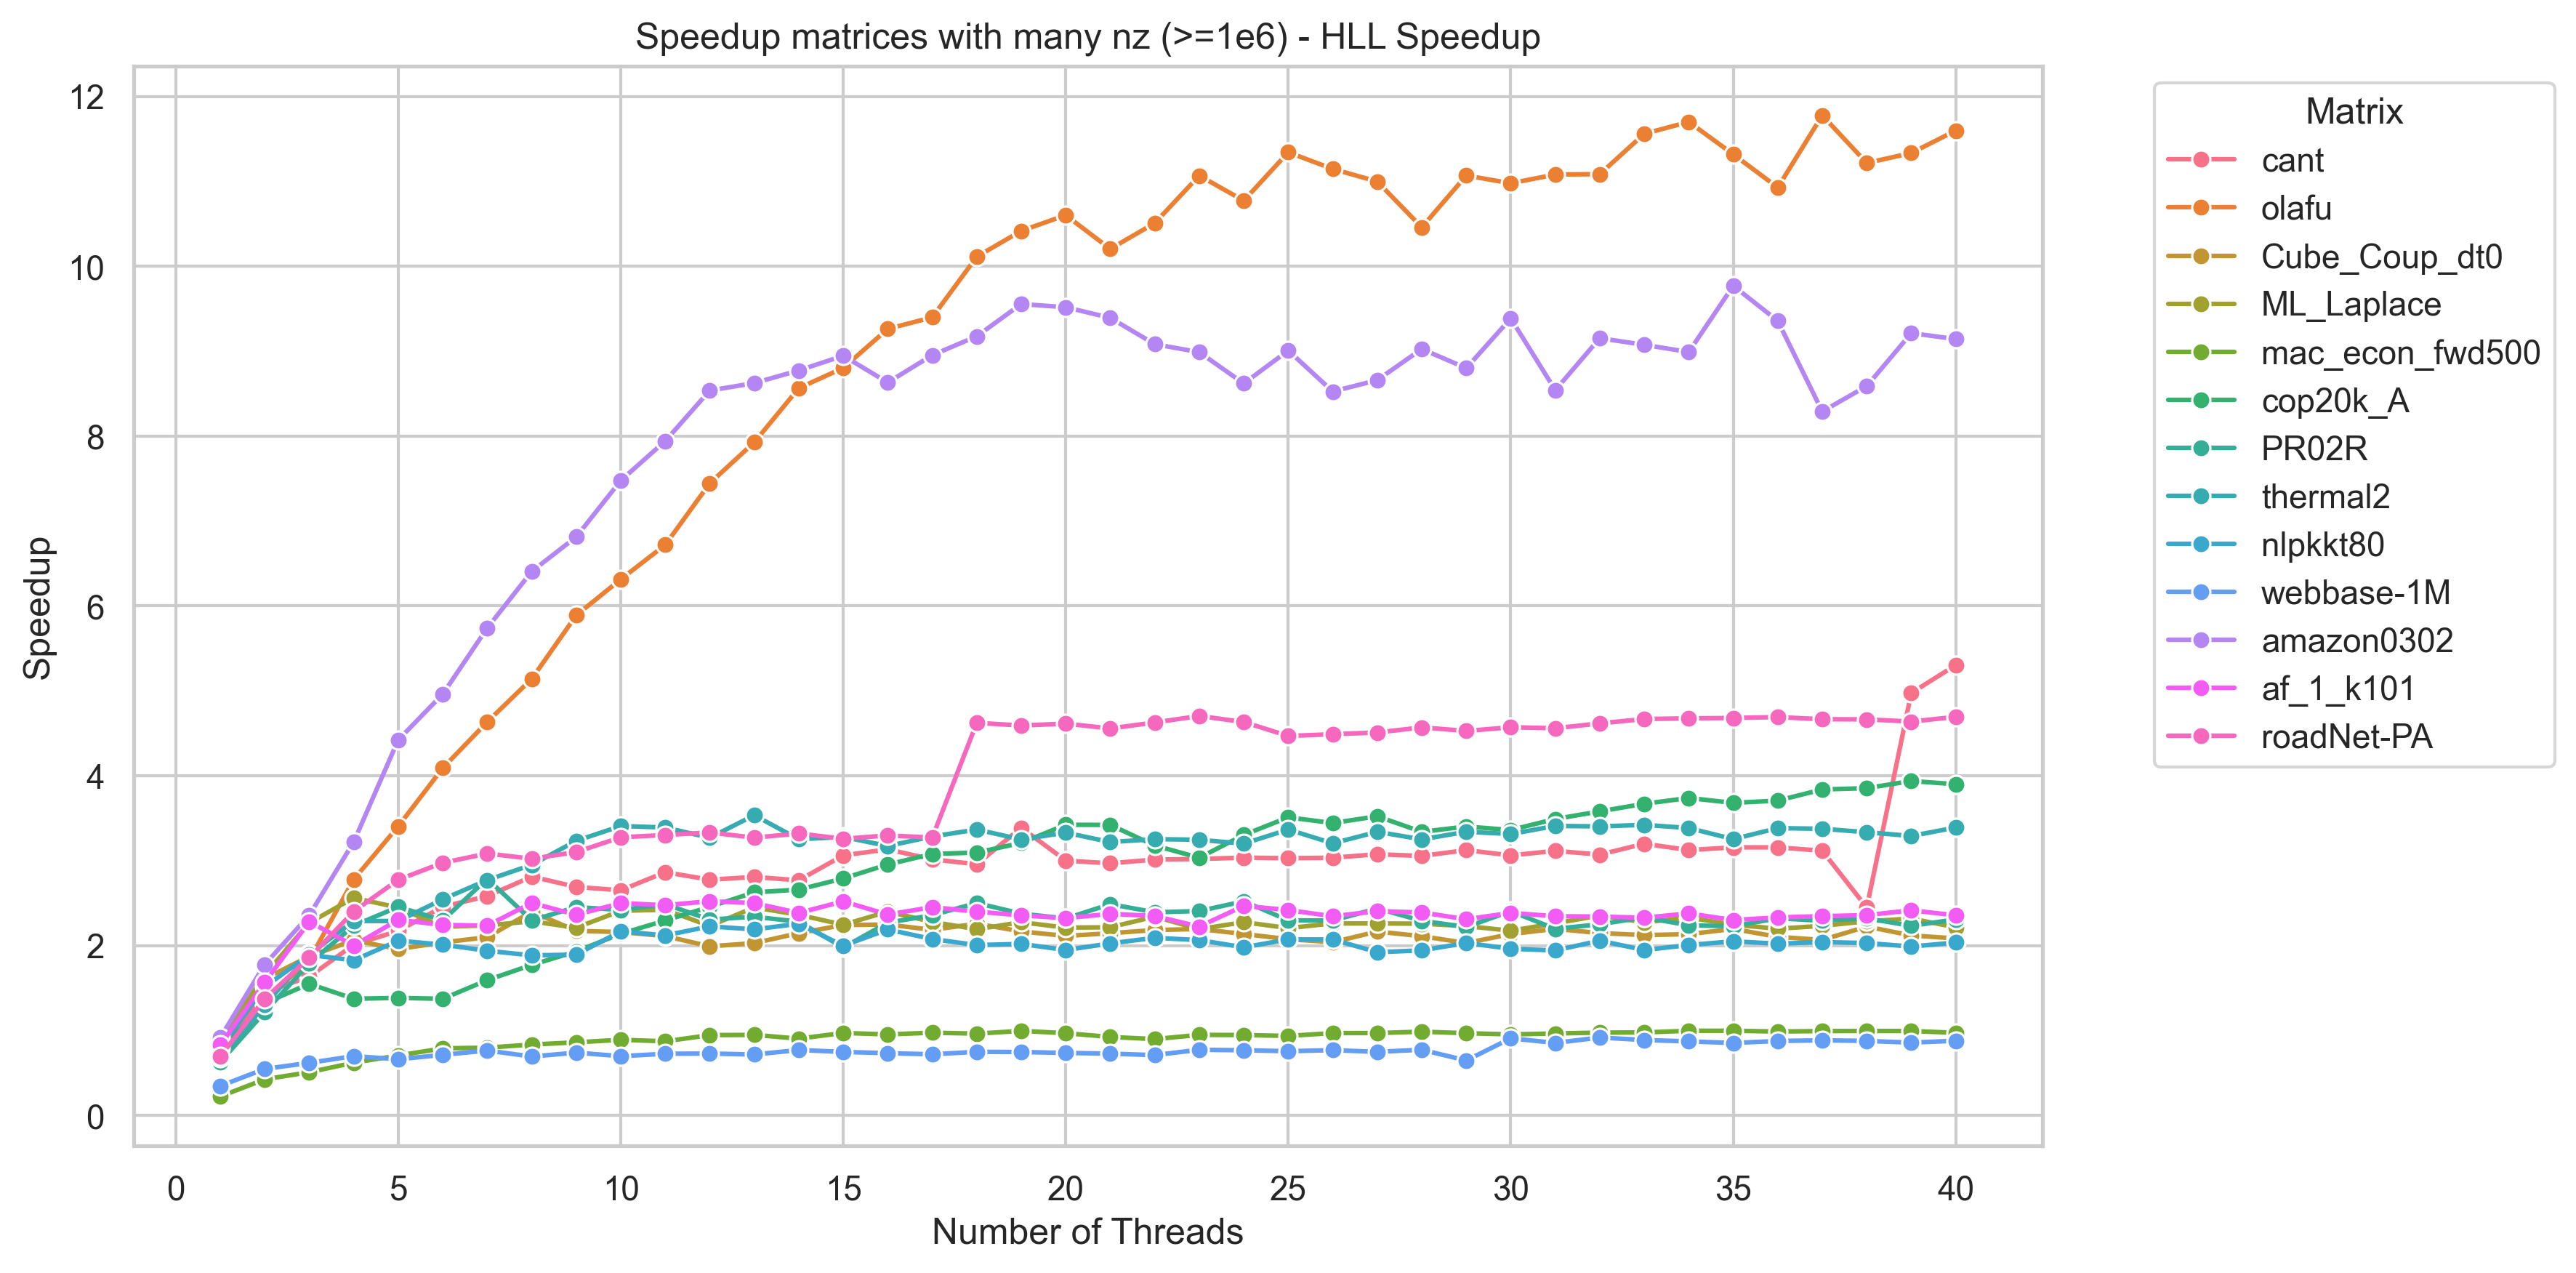 Speedup matrices with many nz (>=1e6) - HLL Speedup
12
10
8
6
4
2
0
Speedup
0 5 10 15 20 25 30 35 40
Number of Threads
Matrix
cant
olafu
Cube_Coup_dt0
ML_Laplace
mac_econ_fwd500
cop20k_A
PR02R
thermal2
nlpkkt80
webbase-1M
amazon0302
af_1_k101
roadNet-PA